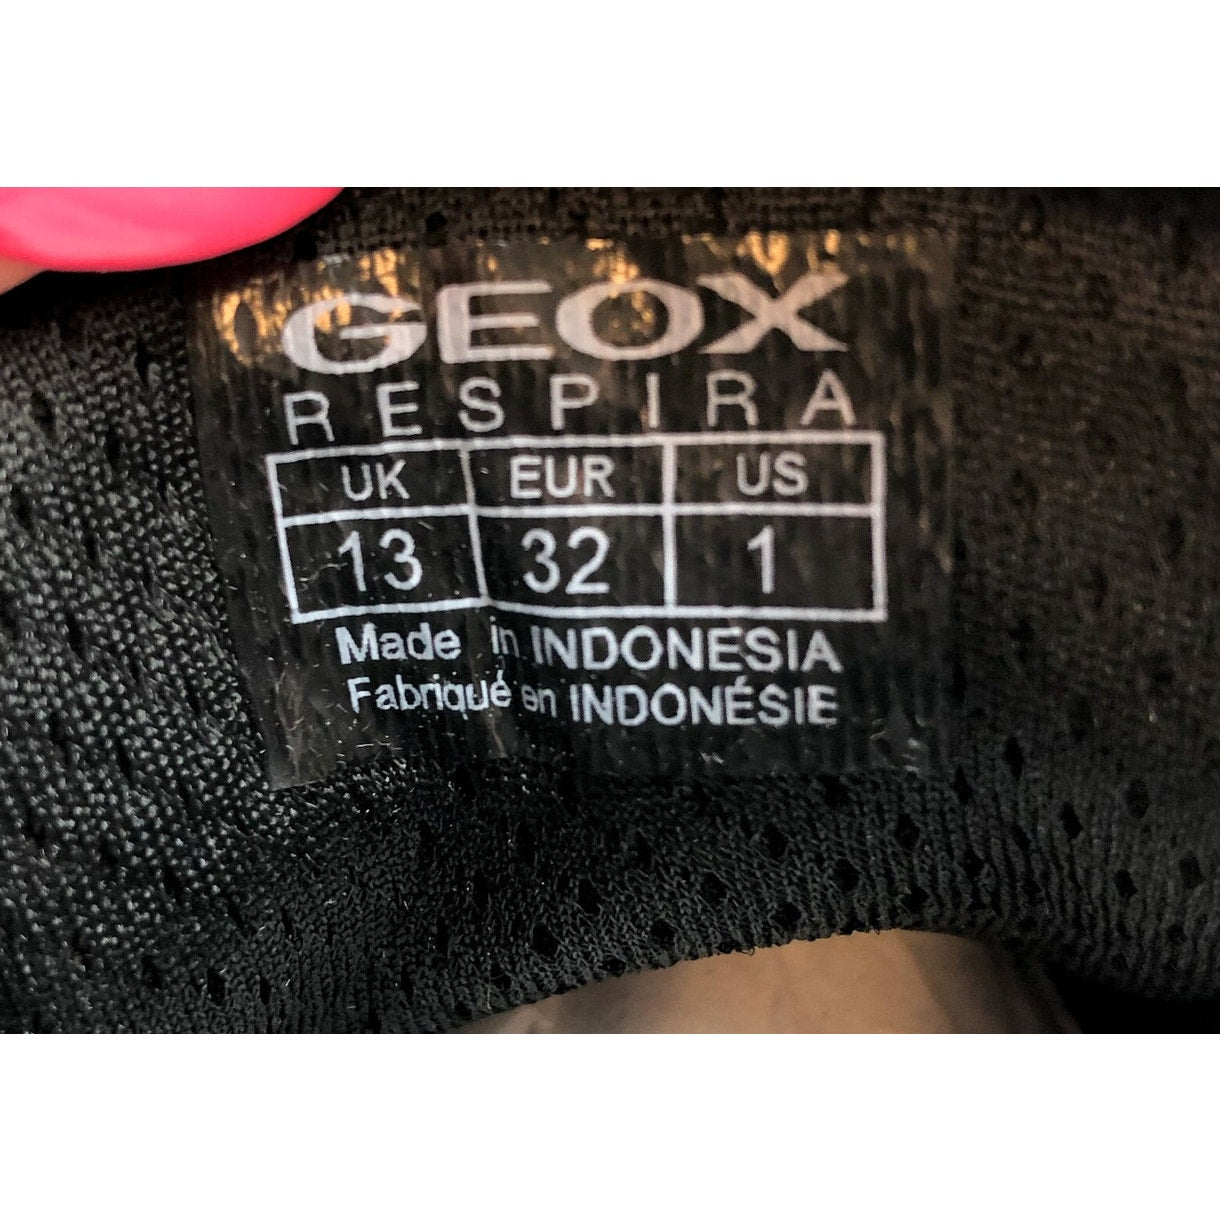 GEOX
RESPIRA
UK EUR US
13 32 1
Made in INDONESIA
Fabriqué en INDONÉSIE